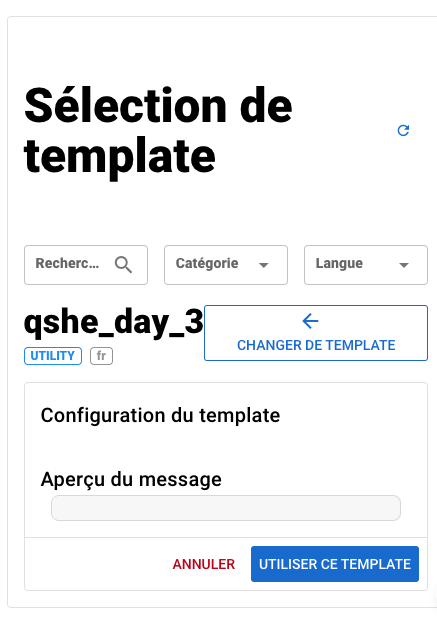 Sélection de
template
Recherc...
Catégorie
Langue
qshe_day_3
CHANGER DE TEMPLATE
UTILITY
fr
Configuration du template
Aperçu du message
ANNULER
UTILISER CE TEMPLATE